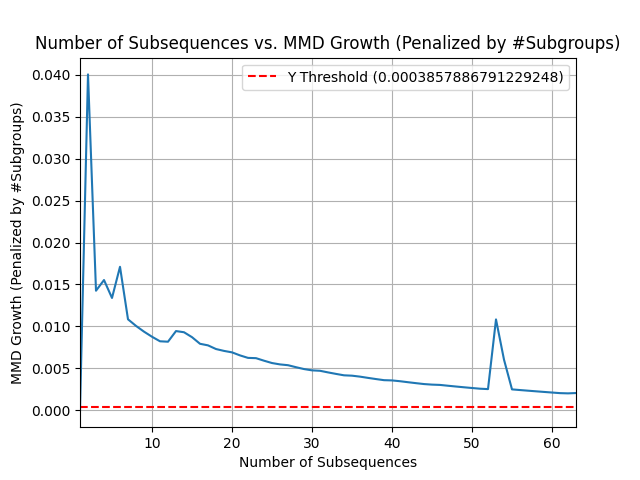 Number of Subsequences vs. MMD Growth (Penalized by #Subgroups)
Y Threshold (0.0003857886791229248)
MMD Growth (Penalized by #Subgroups)
0.040
0.035
0.030
0.025
0.020
0.015
0.010
0.005
0.000
10 20 30 40 50 60
Number of Subsequences